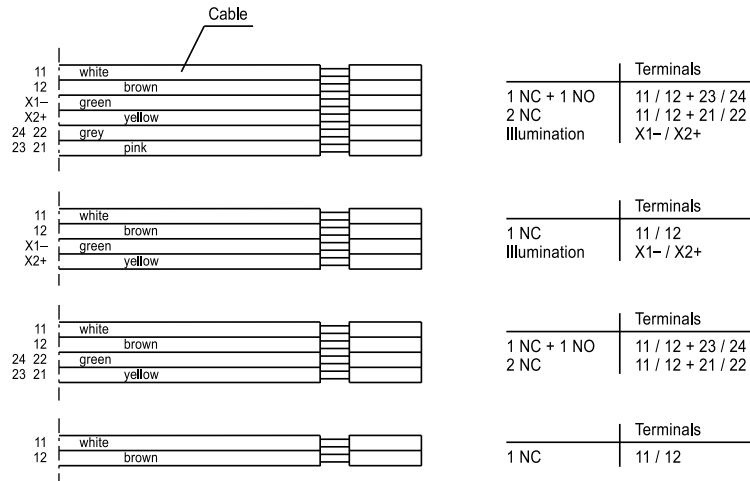 Cable
11 white
12 brown
X1– green
X2+ yellow
24 22 grey
23 21 pink
Terminals
1 NC + 1 NO 11 / 12 + 23 / 24
2 NC 11 / 12 + 21 / 22
Illumination X1– / X2+
11 white
12 brown
X1– green
X2+ yellow
Terminals
1 NC 11 / 12
Illumination X1– / X2+
11 white
12 brown
24 22 green
23 21 yellow
Terminals
1 NC + 1 NO 11 / 12 + 23 / 24
2 NC 11 / 12 + 21 / 22
11 white
12 brown
Terminals
1 NC 11 / 12